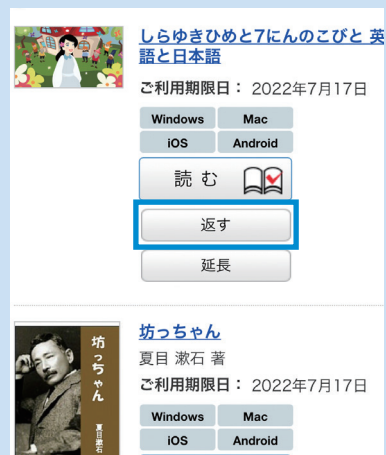 しらゆきひめと7にんのこびと 英
語と日本語
ご利用期限日： 2022年7月17日
Windows Mac
iOS Android
読む
返す
延長
坊っちゃん
夏目漱石
坊っちゃん
夏目 漱石 著
ご利用期限日： 2022年7月17日
Windows Mac
iOS Android